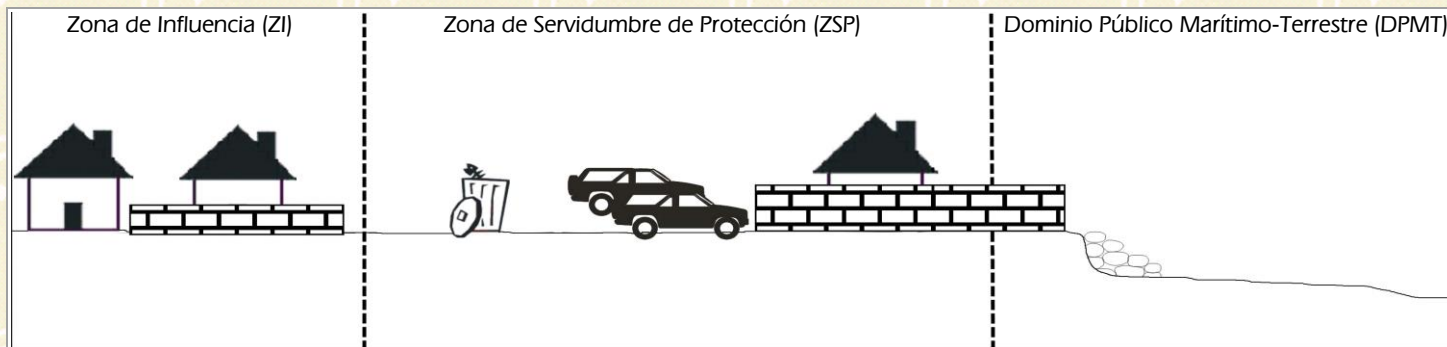 Zona de Influencia (ZI)
Zona de Servidumbre de Protección (ZSP)
Dominio Público Marítimo-Terrestre (DPMT)